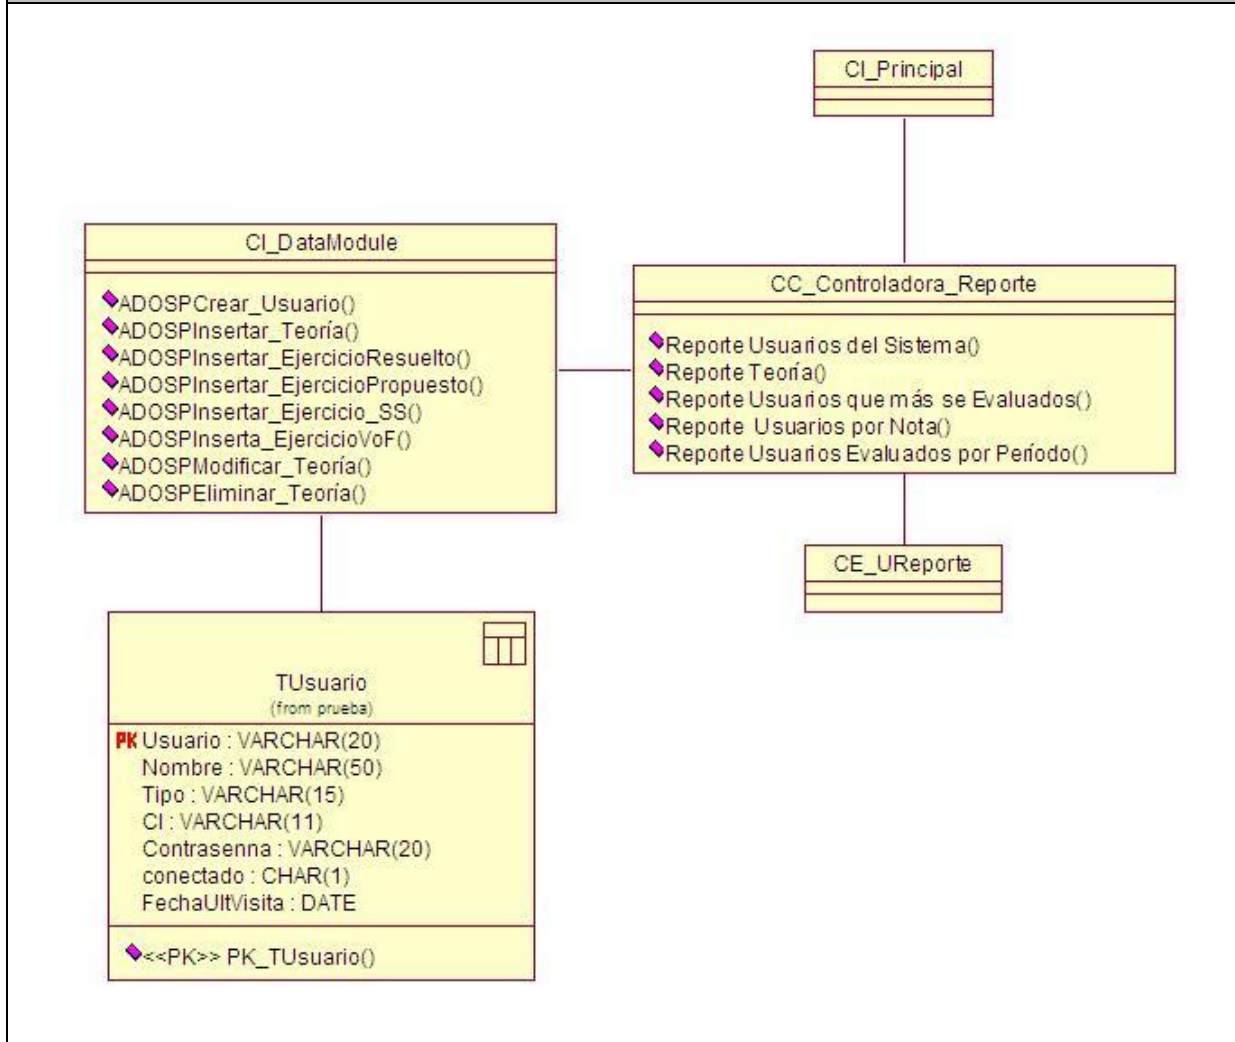 CI_Principal
CI_DataModule
ADOSPCrear_Usuario()
ADOSPInsertar_Teoría()
ADOSPInsertar_EjercicioResuelto()
ADOSPInsertar_EjercicioPropuesto()
ADOSPInsertar_Ejercicio_SS()
ADOSPInserta_EjercicioVoF()
ADOSPModificar_Teoría()
ADOSPEliminar_Teoría()
CC_Controladora_Reporte
Reporte Usuarios del Sistema()
Reporte Teoría()
Reporte Usuarios que más se Evaluados()
Reporte Usuarios por Nota()
Reporte Usuarios Evaluados por Período()
CE_UReporte
TUsuario
(from prueba)
PK Usuario : VARCHAR(20)
Nombre : VARCHAR(50)
Tipo : VARCHAR(15)
CI : VARCHAR(11)
Contrasenna : VARCHAR(20)
conectado : CHAR(1)
FechaUltVisita : DATE
<<PK>> PK_TUsuario()